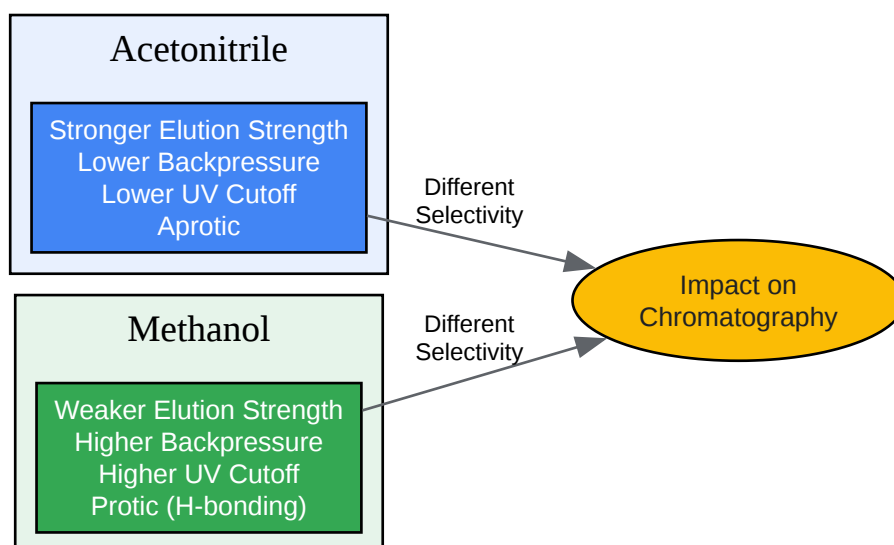 Acetonitrile
Stronger Elution Strength
Lower Backpressure
Lower UV Cutoff
Aprotic
Different
Selectivity
Impact on
Chromatography
Methanol
Different
Selectivity
Weaker Elution Strength
Higher Backpressure
Higher UV Cutoff
Protic (H-bonding)